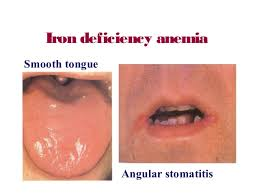 Iron deficiency anemia
Smooth tongue
Angular stomatitis